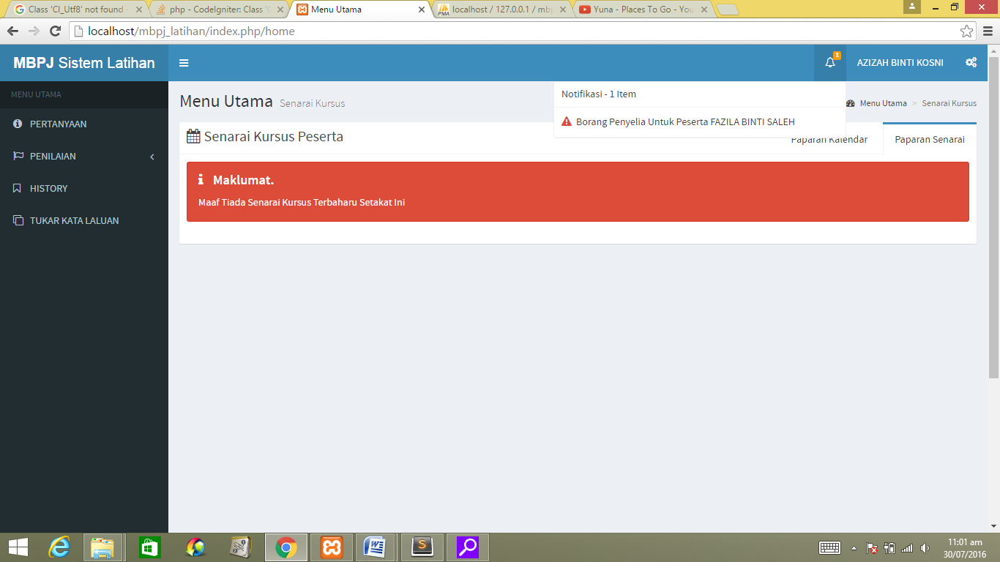 Class 'CI_Utf8' not found -
php - CodeIgniter: Class 'C
Menu Utama
localhost / 127.0.0.1 / mbp
Yuna - Places To Go - You
localhost/mbpj_latihan/index.php/home
MBPJ Sistem Latihan
1
AZIZAH BINTI KOSNI
MENU UTAMA
PERTANYAAN
PENILAIAN
HISTORY
TUKAR KATA LALUAN
Menu Utama Senarai Kursus
Notifikasi - 1 Item
Borang Penyelia Untuk Peserta FAZILA BINTI SALEH
Menu Utama > Senarai Kursus
Senarai Kursus Peserta
Paparan Kalendar
Paparan Senarai
Maklumat.
Maaf Tiada Senarai Kursus Terbaharu Setakat Ini
11:01 am
30/07/2016